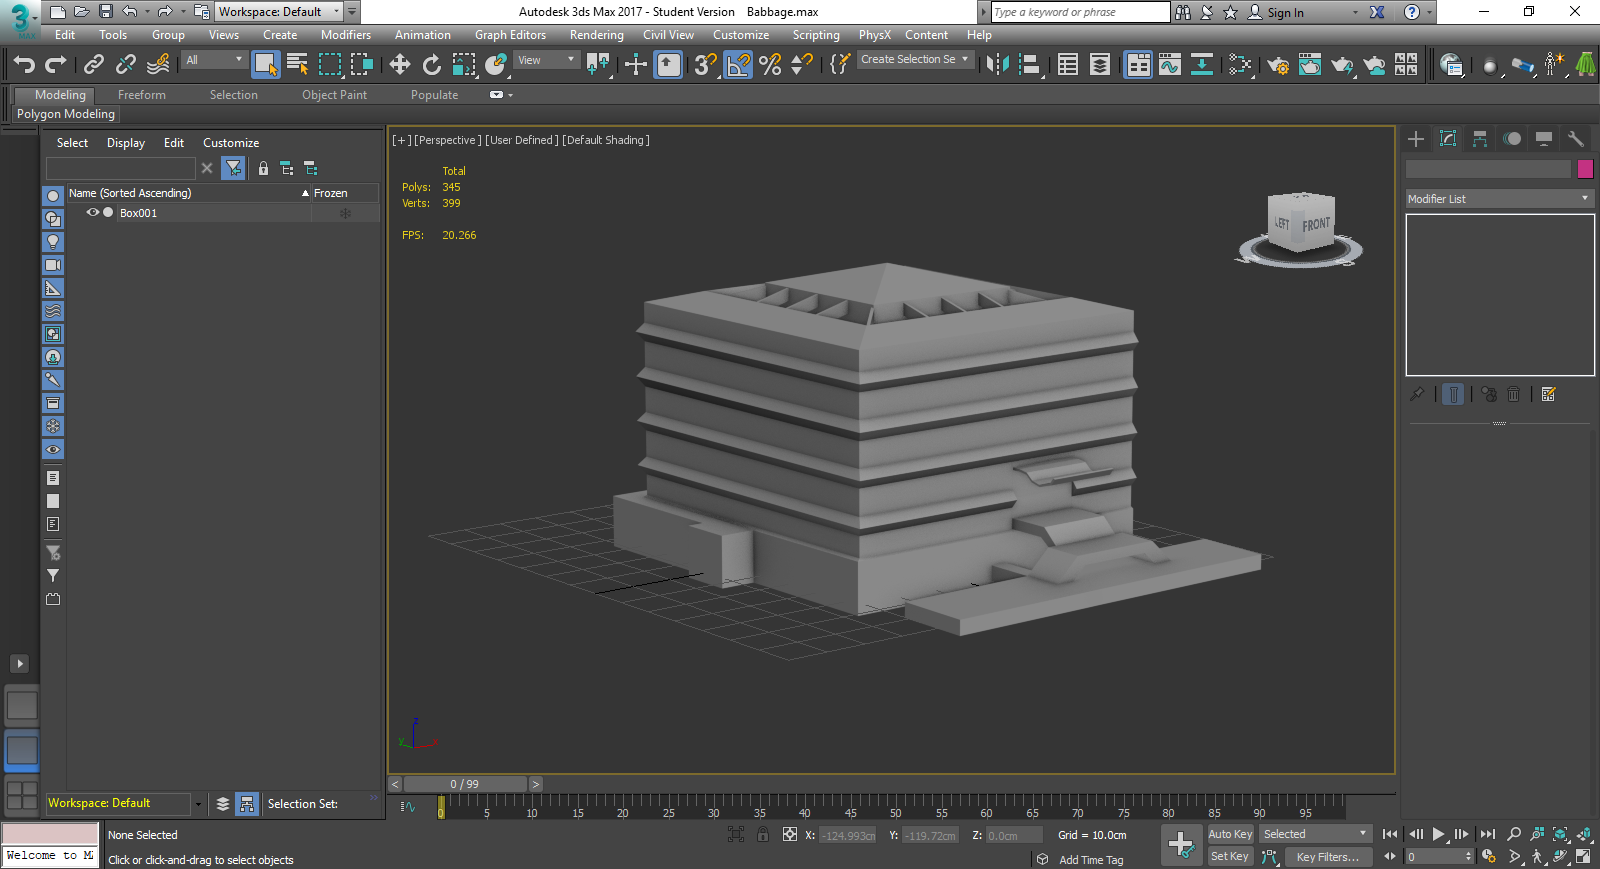 Workspace: Default
Autodesk 3ds Max 2017 - Student Version Babbage.max
Type a keyword or phrase
Sign In
3
MAX
Edit Tools Group Views Create Modifiers Animation Graph Editors Rendering Civil View Customize Scripting PhysX Content Help
All
View
Create Selection Se
Modeling Freeform Selection Object Paint Populate
Polygon Modeling
Select Display Edit Customize
Name (Sorted Ascending) Frozen
Box001
[+] [Perspective] [User Defined] [Default Shading]
Total
Polys: 345
Verts: 399
FPS: 20.266
LEFT FRONT
Modifier List
z
y x
< 0 / 99 >
0 5 10 15 20 25 30 35 40 45 50 55 60 65 70 75 80 85 90 95
Workspace: Default
Selection Set:
None Selected
X: -124.993cm Y: -119.72cm Z: 0.0cm
Grid = 10.0cm
Auto Key Selected
Welcome to M
Click or click-and-drag to select objects
Add Time Tag
Set Key Key Filters...
0